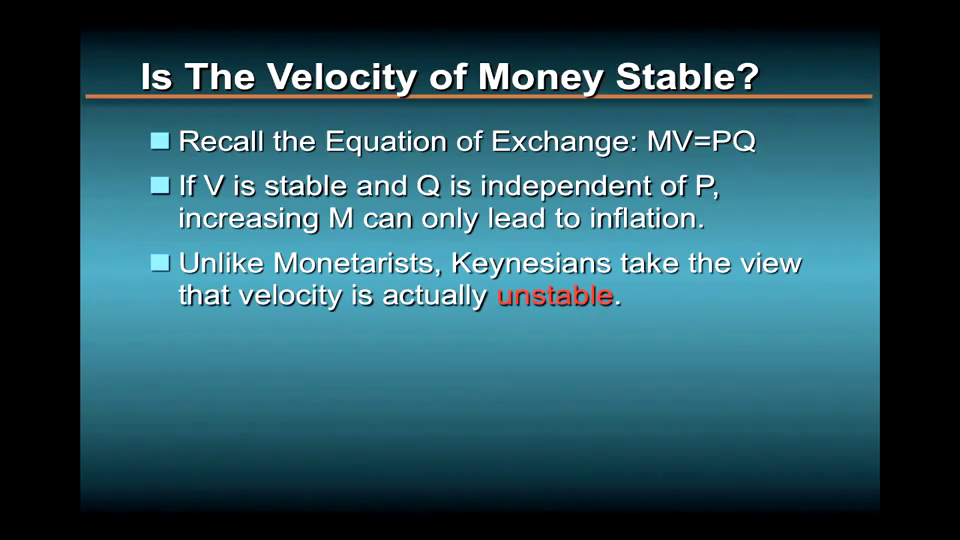 Is The Velocity of Money Stable?
Recall the Equation of Exchange: MV=PQ
If V is stable and Q is independent of P,
increasing M can only lead to inflation.
Unlike Monetarists, Keynesians take the view
that velocity is actually unstable.